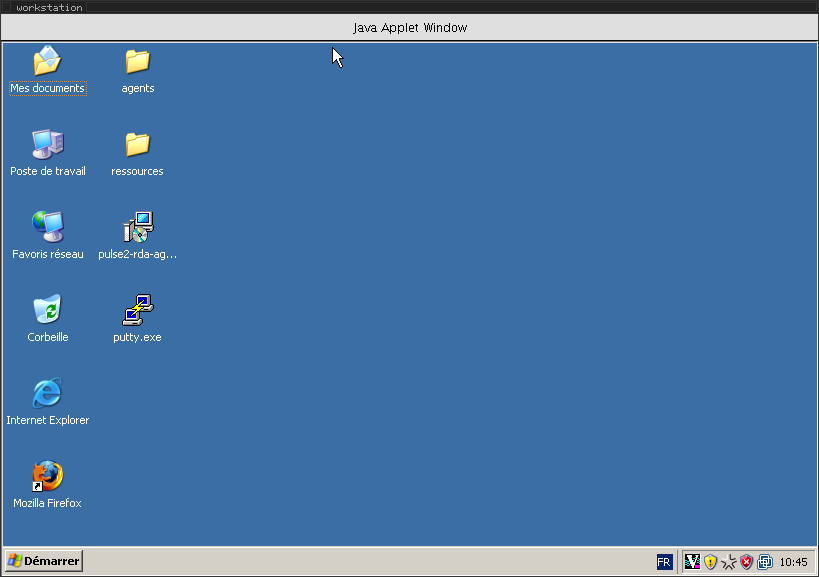 workstation
Java Applet Window
Mes documents
agents
Poste de travail
ressources
Favoris réseau
pulse2-rda-ag...
Corbeille
putty.exe
Internet Explorer
Mozilla Firefox
Démarrer
FR
10:45